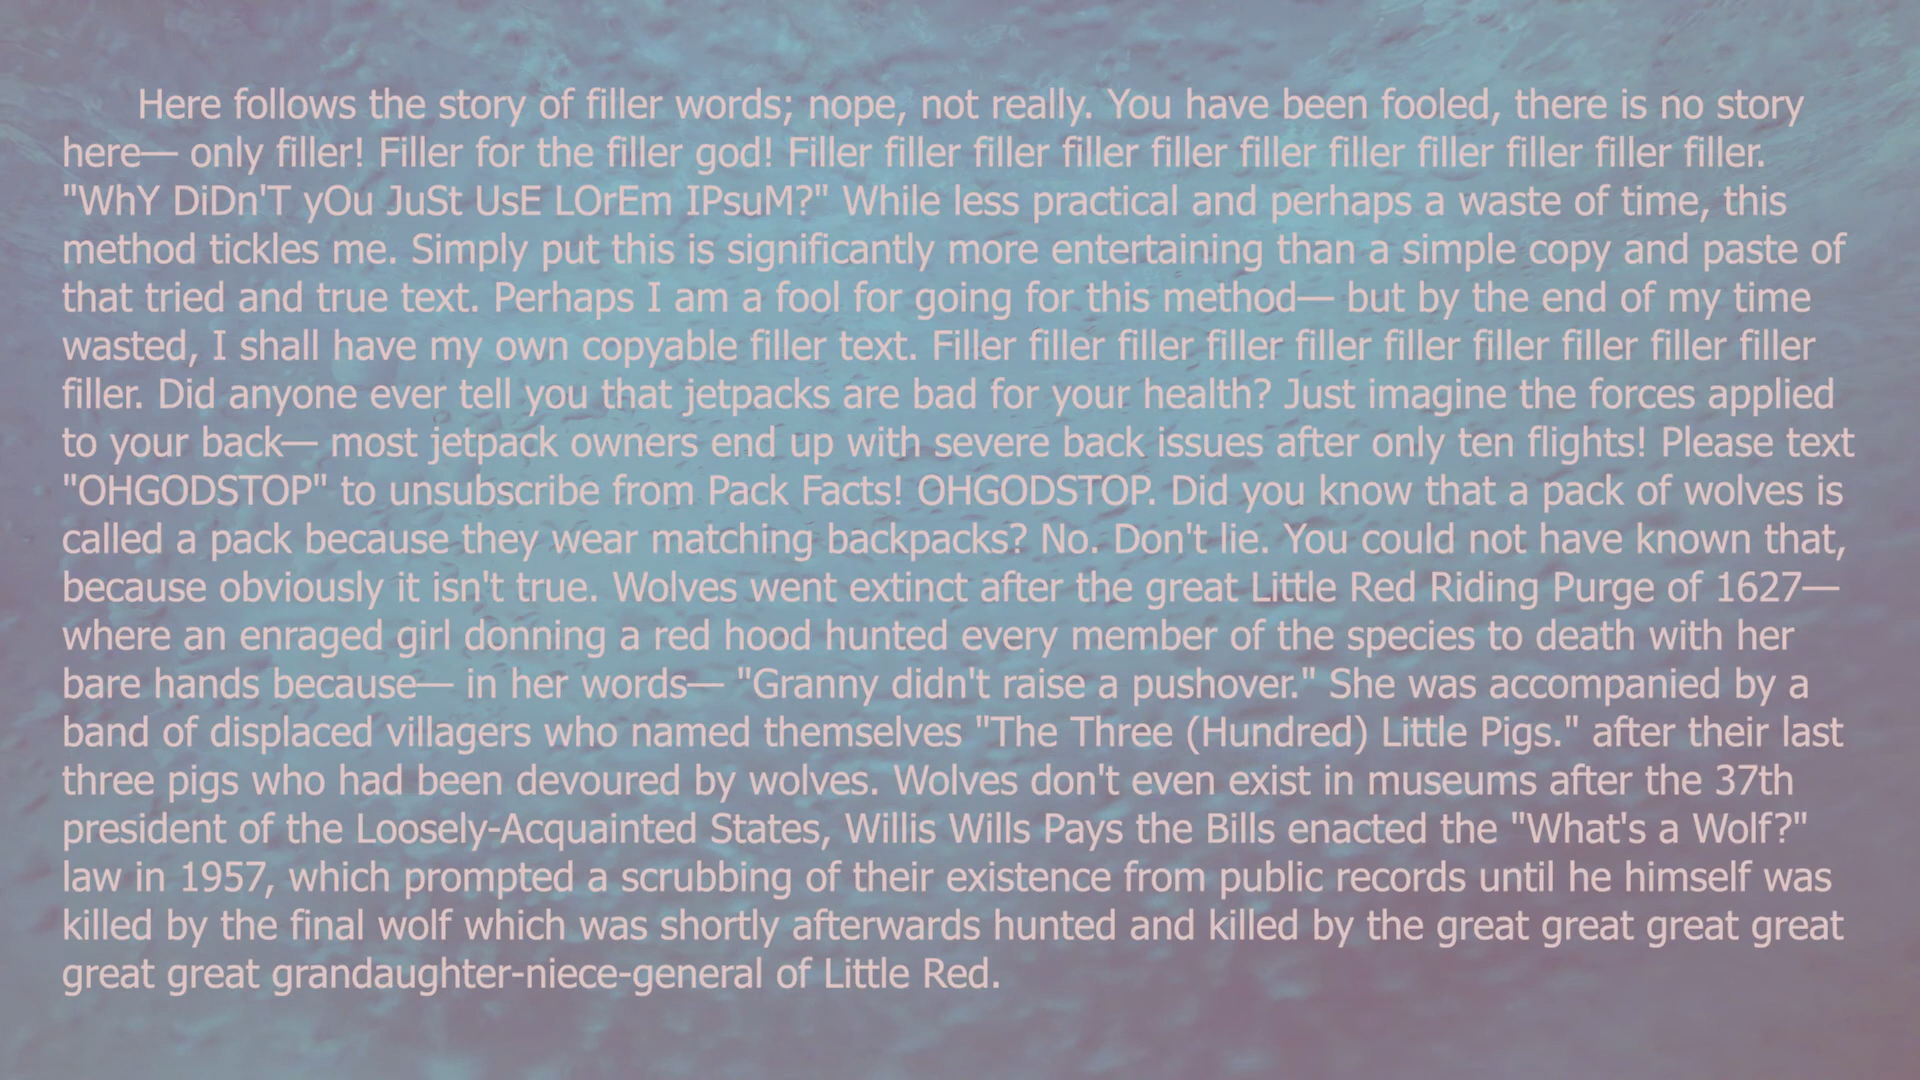 Here follows the story of filler words; nope, not really. You have been fooled, there is no story
here— only filler! Filler for the filler god! Filler filler filler filler filler filler filler filler filler filler filler.
"WhY DiDn'T yOu JuSt UsE LOrEm IPsuM?" While less practical and perhaps a waste of time, this
method tickles me. Simply put this is significantly more entertaining than a simple copy and paste of
that tried and true text. Perhaps I am a fool for going for this method— but by the end of my time
wasted, I shall have my own copyable filler text. Filler filler filler filler filler filler filler filler filler filler
filler. Did anyone ever tell you that jetpacks are bad for your health? Just imagine the forces applied
to your back— most jetpack owners end up with severe back issues after only ten flights! Please text
"OHGODSTOP" to unsubscribe from Pack Facts! OHGODSTOP. Did you know that a pack of wolves is
called a pack because they wear matching backpacks? No. Don't lie. You could not have known that,
because obviously it isn't true. Wolves went extinct after the great Little Red Riding Purge of 1627—
where an enraged girl donning a red hood hunted every member of the species to death with her
bare hands because— in her words— "Granny didn't raise a pushover." She was accompanied by a
band of displaced villagers who named themselves "The Three (Hundred) Little Pigs." after their last
three pigs who had been devoured by wolves. Wolves don't even exist in museums after the 37th
president of the Loosely-Acquainted States, Willis Wills Pays the Bills enacted the "What's a Wolf?"
law in 1957, which prompted a scrubbing of their existence from public records until he himself was
killed by the final wolf which was shortly afterwards hunted and killed by the great great great great
great great grandaughter-niece-general of Little Red.